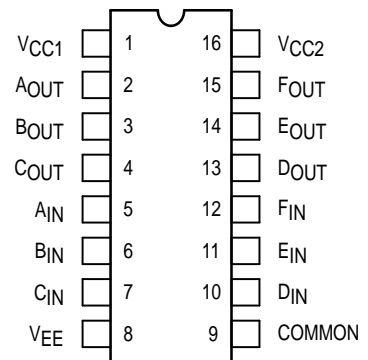 VCC1 1 16 VCC2
AOUT 2 15 FOUT
BOUT 3 14 EOUT
COUT 4 13 DOUT
AIN 5 12 FIN
BIN 6 11 EIN
CIN 7 10 DIN
VEE 8 9 COMMON